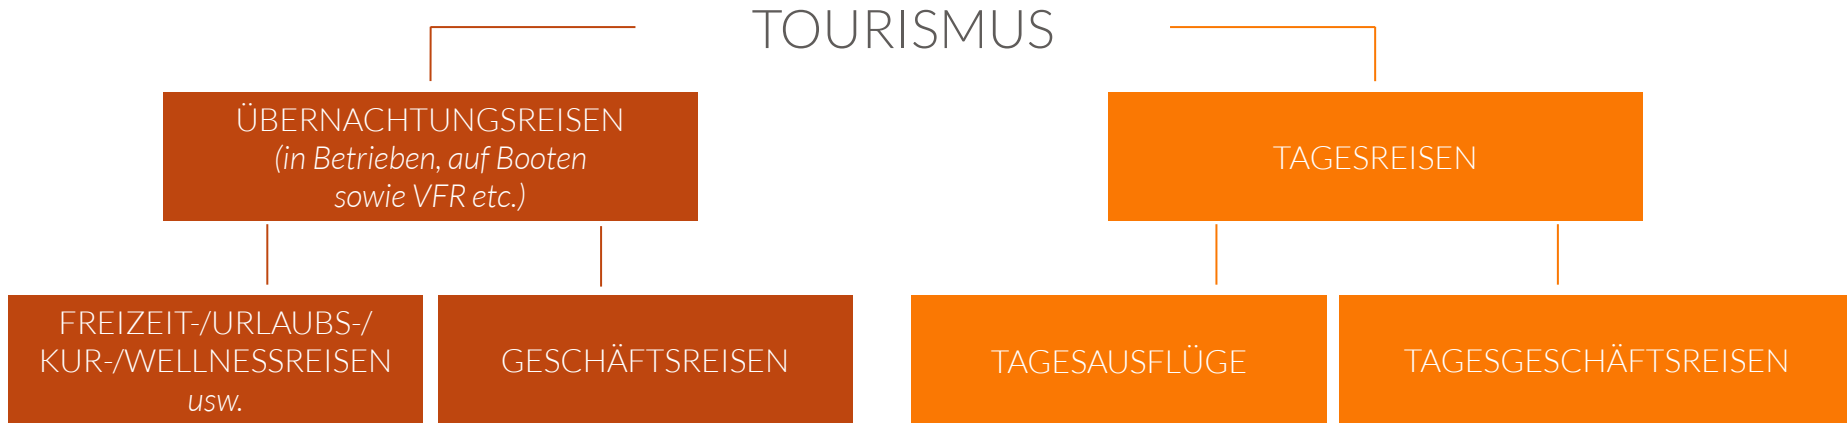 TOURISMUS
ÜBERNACHTUNGSREISEN
(in Betrieben, auf Booten
sowie VFR etc.)
TAGESREISEN
FREIZEIT-/URLAUBS-/
KUR-/WELLNESSREISEN
usw.
GESCHÄFTSREISEN
TAGESAUSFLÜGE
TAGESGESCHÄFTSREISEN